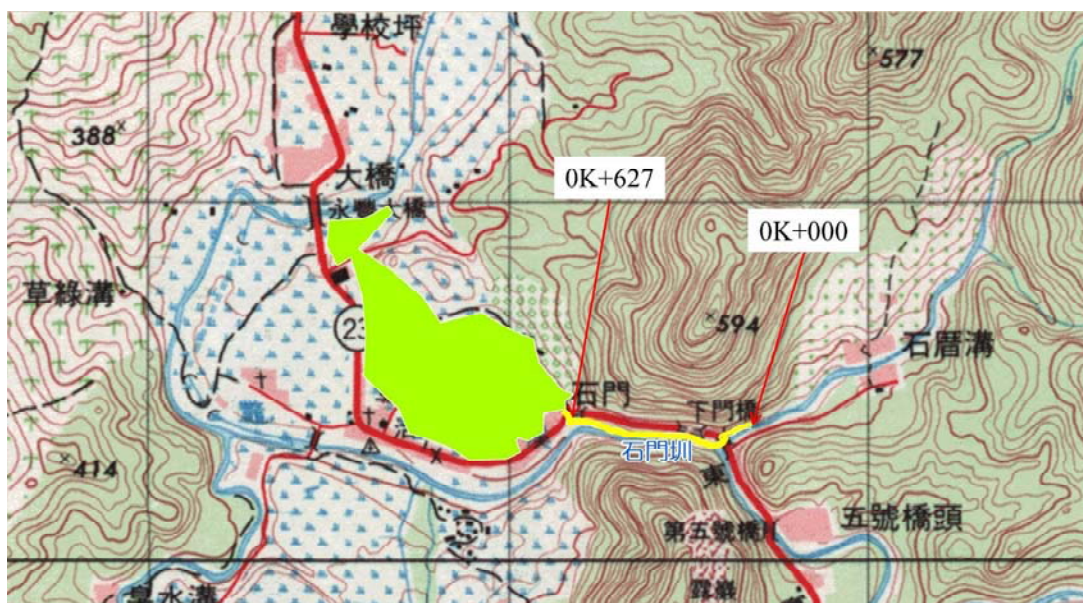 學校坪
577
388
0K+627
大橋
永豐大橋
0K+000
草綠溝
594
23
石厝溝
石門
下門橋
石門圳
414
東
五號橋頭
第五號橋